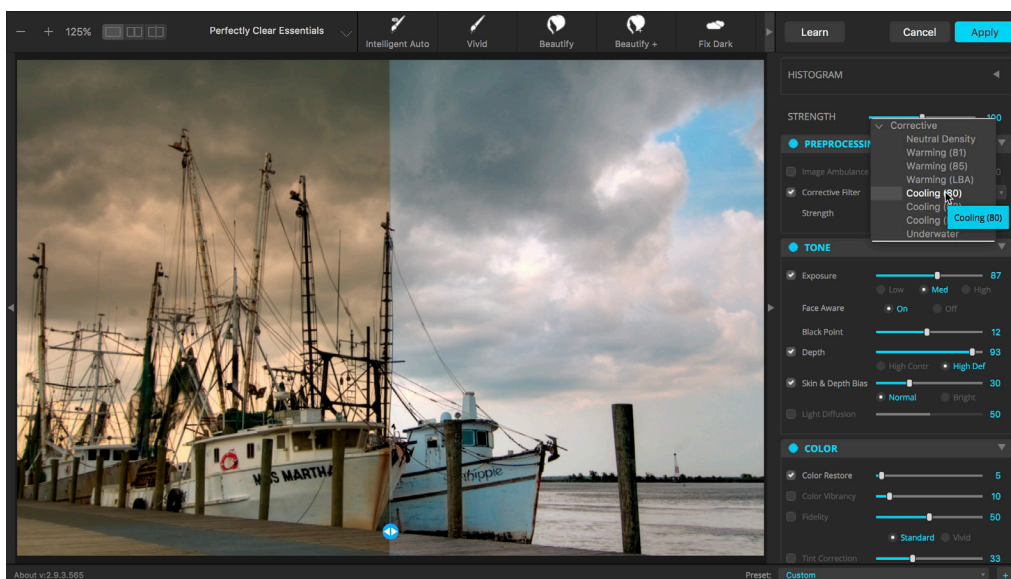 125%
Perfectly Clear Essentials
Intelligent Auto
Vivid
Beautify
Beautify +
Fix Dark
Learn
Cancel
Apply
HISTOGRAM
STRENGTH
100
Corrective
Neutral Density
Warming (81)
Warming (85)
Warming (LBA)
Cooling (80)
Cooling
Cooling
Underwater
Cooling (80)
Image Ambulance
Corrective Filter
Strength
TONE
Exposure 87
Low Med High
Face Aware On Off
Black Point 12
Depth 93
High Contr High Def
Skin & Depth Bias 30
Normal Bright
Light Diffusion 50
COLOR
Color Restore 5
Color Vibrancy 10
Fidelity 50
Standard Vivid
Tint Correction 33
MARTHA
About v:2.9.3.565
Preset: Custom